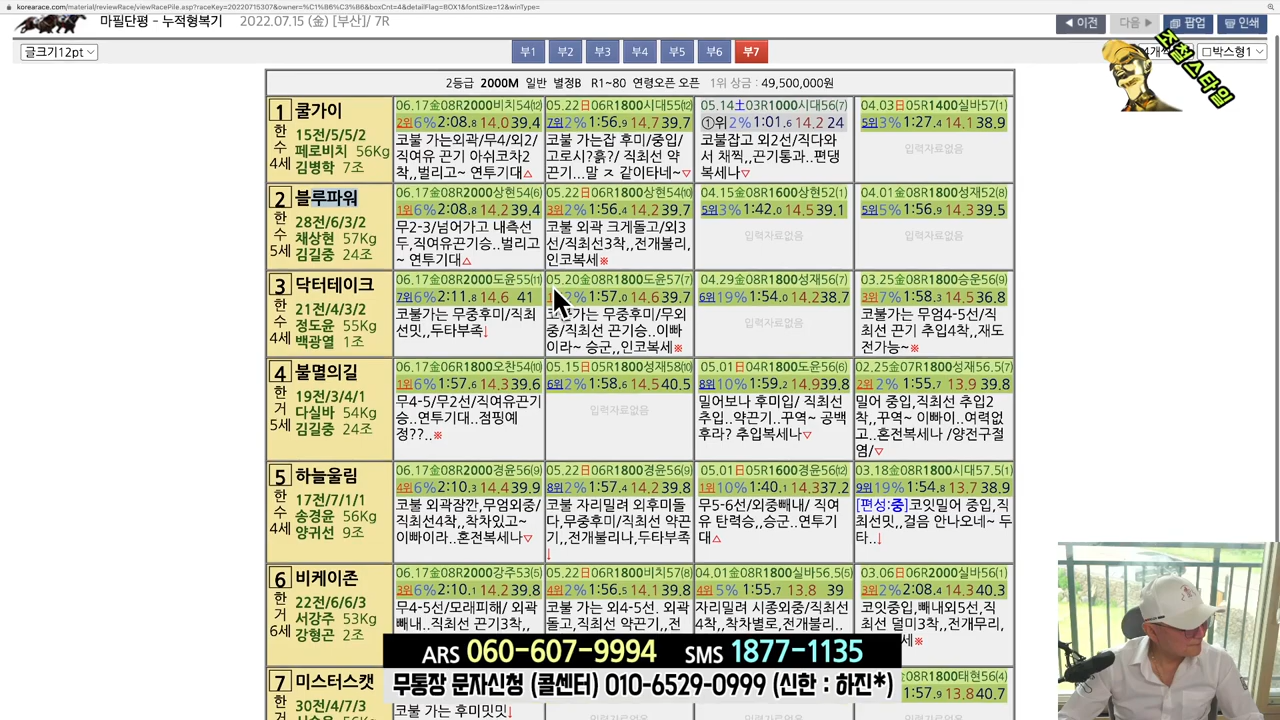 korearace.com/material/reviewRace/viewRacePile.asp?raceKey=20220715307&owner=%C1%B6%C3%B6&boxCnt=4&detailFlag=BOX1&fontSize=12&winType=
마필단평 - 누적형복기 2022.07.15 (金) [부산]/ 7R
◀ 이전 다음 ▶ 팝업 인쇄
글크기12pt 부1 부2 부3 부4 부5 부6 부7 □박스형1
조철스타일
2등급 2000M 일반 별정B R1~80 연령오픈 오픈 1위 상금 : 49,500,000원
1 쿨가이
한수4세
15전/5/5/2
페로비치 56Kg
김병학 7조
06.17金08R2000비치54(12)
2위6%2:08.8 14.0 39.4
코불 가는외곽/무4/외2/
직여유 끈기 아쉬코차2
착,,벌리고~ 연투기대△
05.22日06R1800시대55(12)
7위2%1:56.9 14.7 39.7
코불 가는잡 후미/중입/
고로시?흙?/ 직최선 약
끈기...말 ㅈ 같이타네~▽
05.14土03R1000시대56(7)
①위2%1:01.6 14.2 24
코불잡고 외2선/직다와
서 채찍,,끈기통과..편댕
복세나▽
04.03日05R1400실바57(1)
5위3%1:27.4 14.1 38.9
입력자료없음
2 블루파워
한수5세
28전/6/3/2
채상현 57Kg
김길중 24조
06.17金08R2000상현54(6)
1위6%2:08.8 14.2 39.4
무2-3/넘어가고 내측선
두,직여유끈기승..벌리고
~ 연투기대△
05.22日06R1800상현54(10)
3위2%1:56.4 14.2 39.7
코불 외곽 크게돌고/외3
선/직최선3착,,전개불리,
인코복세※
04.15金08R1600상현52(1)
5위3%1:42.0 14.5 39.1
입력자료없음
04.01金08R1800성재52(8)
5위5%1:56.9 14.3 39.5
입력자료없음
3 닥터테이크
한수4세
21전/4/3/2
정도윤 55Kg
백광열 1조
06.17金08R2000도윤55(11)
7위6%2:11.8 14.6 41
코불가는 무중후미/직최
선밋,,두타부족↓
05.20金08R1800도윤57(7)
2%1:57.0 14.6 39.7
가는 무중후미/무외
중/직최선 끈기승..이빠
이라~ 승군,,인코복세※
04.29金08R1800성재56(7)
6위19%1:54.0 14.2 38.7
입력자료없음
03.25金08R1800승운56(9)
3위7%1:58.3 14.5 36.8
코불가는 무엄4-5선/직
최선 끈기 추입4착,,재도
전가능~※
4 불멸의길
한거5세
19전/3/4/1
다실바 54Kg
김길중 24조
06.17金06R1800오찬54(10)
1위6%1:57.6 14.3 39.6
무4-5/무2선/직여유끈기
승..연투기대..점핑예
정??..※
05.15日05R1800성재58(10)
6위2%1:58.6 14.5 40.5
입력자료없음
05.01日04R1800도윤56(6)
8위10%1:59.2 14.9 39.8
밀어보나 후미입/ 직최선
추입..약끈기..꾸역~ 공백
후라? 추입복세나▽
02.25金07R1800성재56.5(7)
2위2%1:55.7 13.9 39.8
밀어 중입,직최선 추입2
착,,꾸역~ 이빠이..여력없
고..혼전복세나 /양전구절
염/▽
5 하늘울림
한수4세
17전/7/1/1
송경윤 56Kg
양귀선 9조
06.17金08R2000경윤56(9)
4위6%2:10.3 14.4 39.9
코불 외곽잠깐,무엄외중/
직최선4착,,착차있고~
이빠이라..혼전복세나▽
05.22日06R1800경윤56(9)
8위2%1:57.4 14.2 39.8
코불 자리밀려 외후미돌
다,무중후미/직최선 약끈
기,,전개불리나,두타부족
↓
05.01日05R1600경윤56(12)
1위10%1:40.1 14.3 37.2
무5-6선/외중빼내/ 직여
유 탄력승,,승군..연투기
대△
03.18金07R1800시대57.5(1)
9위19%1:54.8 13.7 38.9
[편성:중]코잇밀어 중입,직
최선밋,,걸음 안나오네~ 두
타..↓
6 비케이존
한거6세
22전/6/6/3
서강주 53Kg
강형곤 2조
06.17金08R2000강주53(5)
3위6%2:10.1 14.2 39.8
무4-5선/모래피해/ 외곽
빼내..직최선 끈기3착,,
05.22日06R1800비치57(8)
4위2%1:56.5 14.1 39.8
코불 가는 외4-5선. 외곽
돌고,직최선 약끈기,,전
04.01金08R1800실바56.5(5)
4위5%1:55.7 13.8 39
자리밀려 시종외중/직최선
4착,,착차별로,전개불리..
03.06日06R2000실바56(1)
3위2%2:08.4 14.3 40.3
코잇중입,빼내외5선,직
최선 덜미3착,,전개무리,
세※
7 미스터스캣
30전/4/7/3
코불 가는 후미밋밋↓
08R1800태현56(4)
1:57.9 13.8 40.7
ARS 060-607-9994 SMS 1877-1135
무통장 문자신청 (콜센터) 010-6529-0999 (신한 : 하진*)